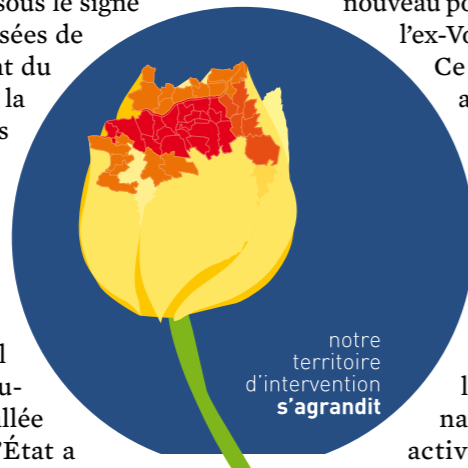 sous le signe
sées de
nt du
la
s
l
u-
llée
'État a
nouveau po
l'ex-Vo
Ce
a
l
na
activ
notre
territoire
d'intervention
s'agrandit